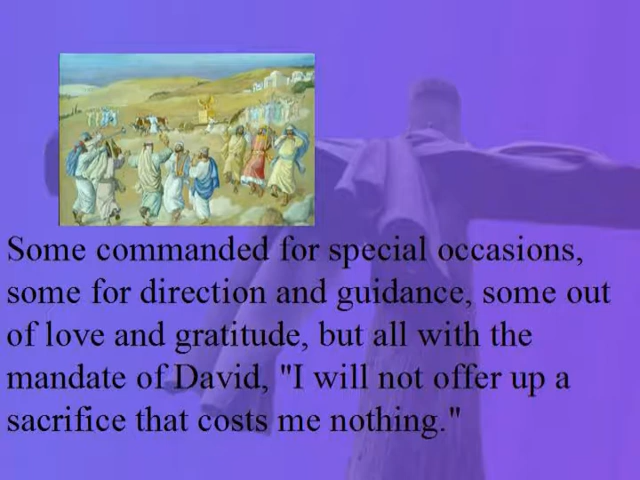 Some commanded for special occasions,
some for direction and guidance, some out
of love and gratitude, but all with the
mandate of David, "I will not offer up a
sacrifice that costs me nothing."